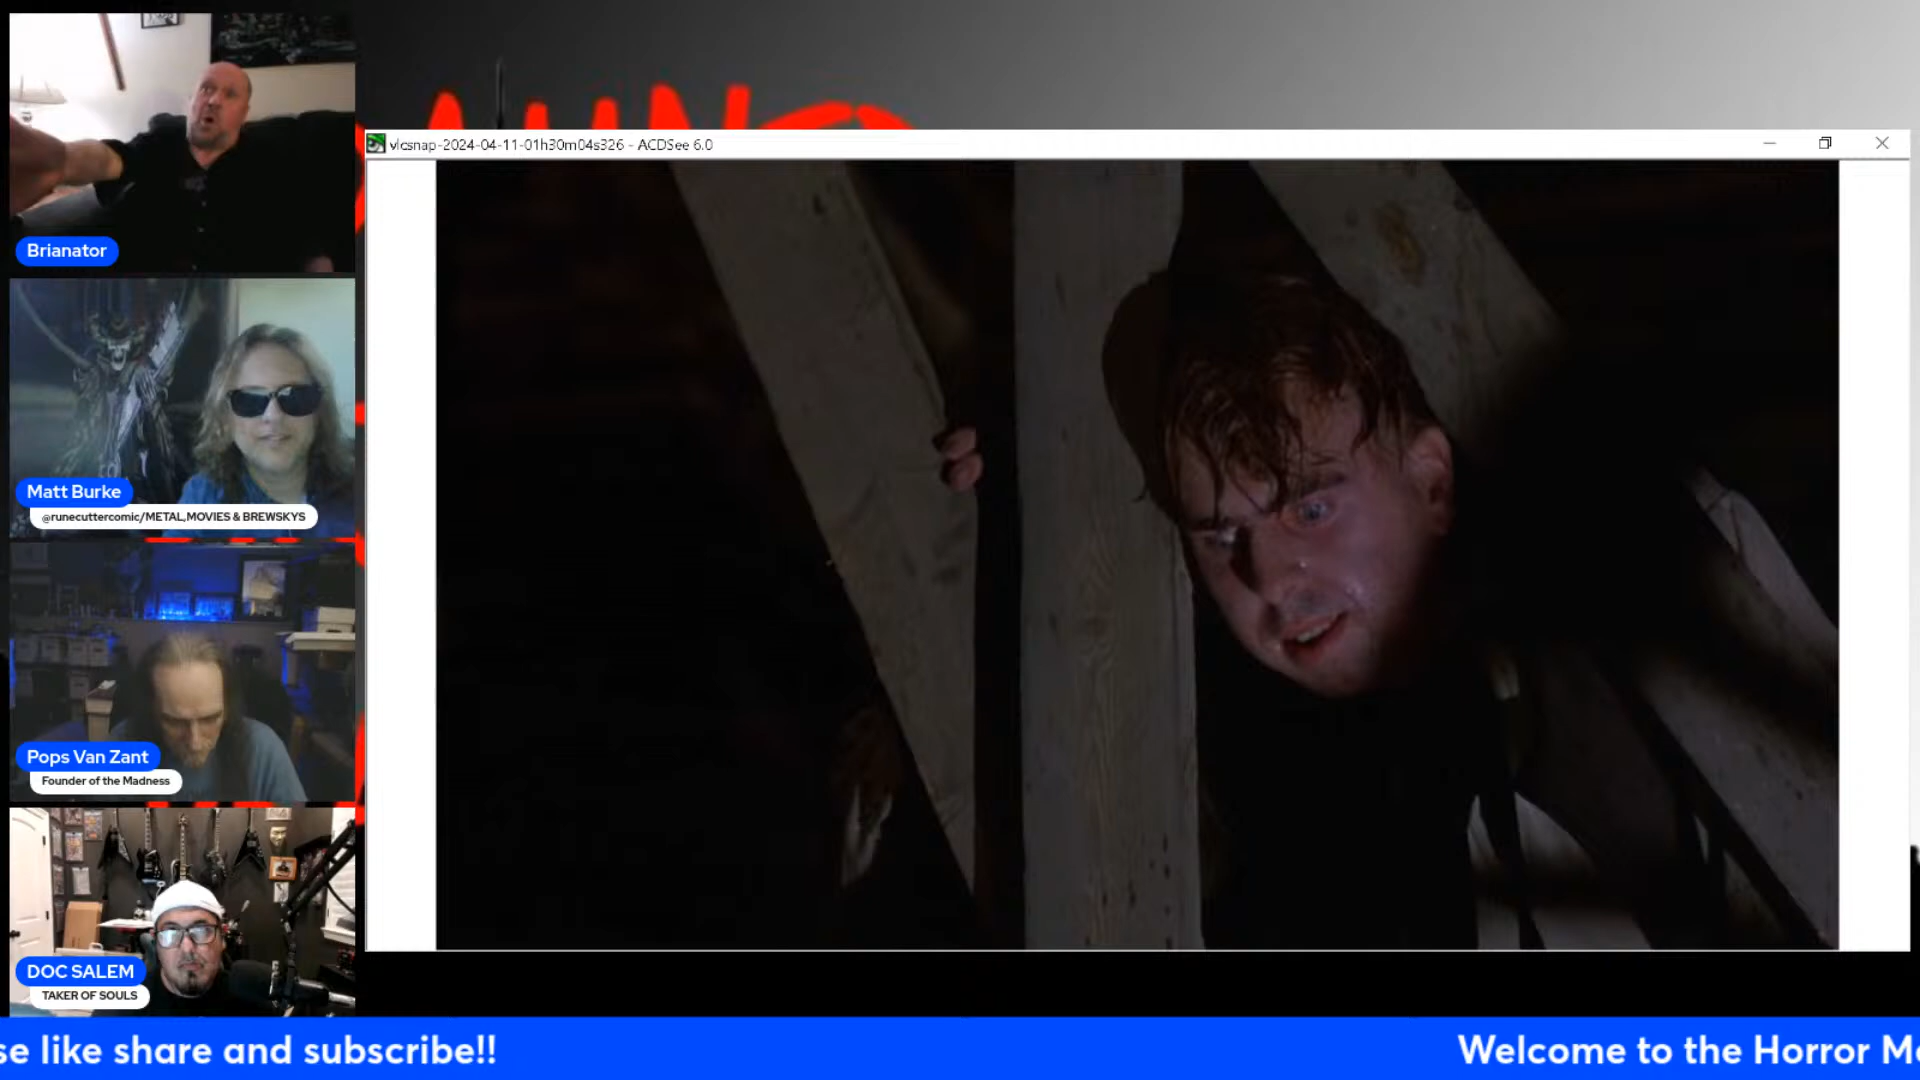 vlcsnap-2024-04-11-01h30m04s326 - ACDSee 6.0
Brianator
Matt Burke
@runecuttercomic/METAL,MOVIES & BREWSKYS
Pops Van Zant
Founder of the Madness
DOC SALEM
TAKER OF SOULS
se like share and subscribe!!
Welcome to the Horror M